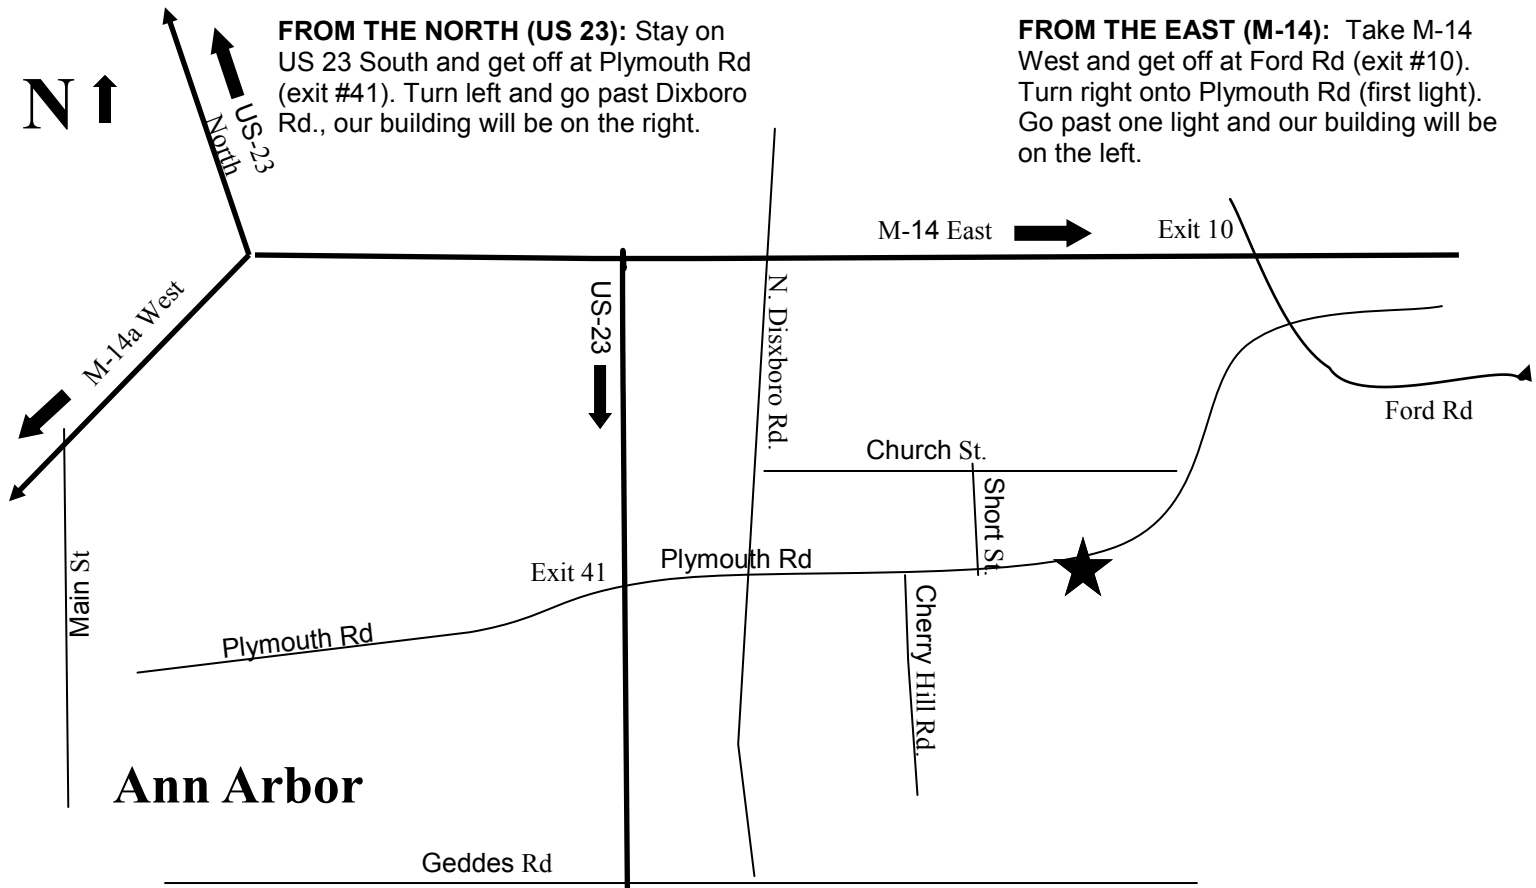 FROM THE NORTH (US 23): Stay on
US 23 South and get off at Plymouth Rd
(exit #41). Turn left and go past Dixboro
Rd., our building will be on the right.
FROM THE EAST (M-14): Take M-14
West and get off at Ford Rd (exit #10).
Turn right onto Plymouth Rd (first light).
Go past one light and our building will be
on the left.
N
US-23
North
M-14 East
Exit 10
M-14a West
US-23
N. Disxboro Rd.
Ford Rd
Church St.
Short St.
Main St
Exit 41
Plymouth Rd
Plymouth Rd
Cherry Hill Rd.
Ann Arbor
Geddes Rd